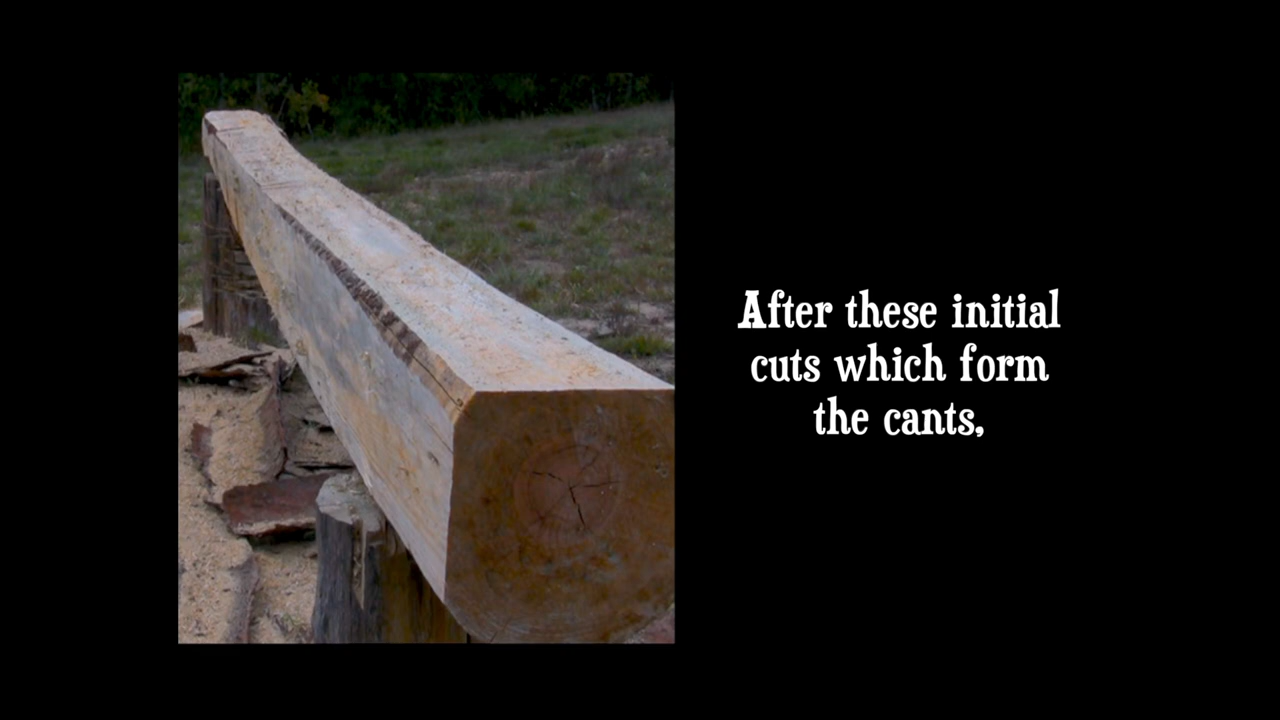 After these initial
cuts which form
the cants,